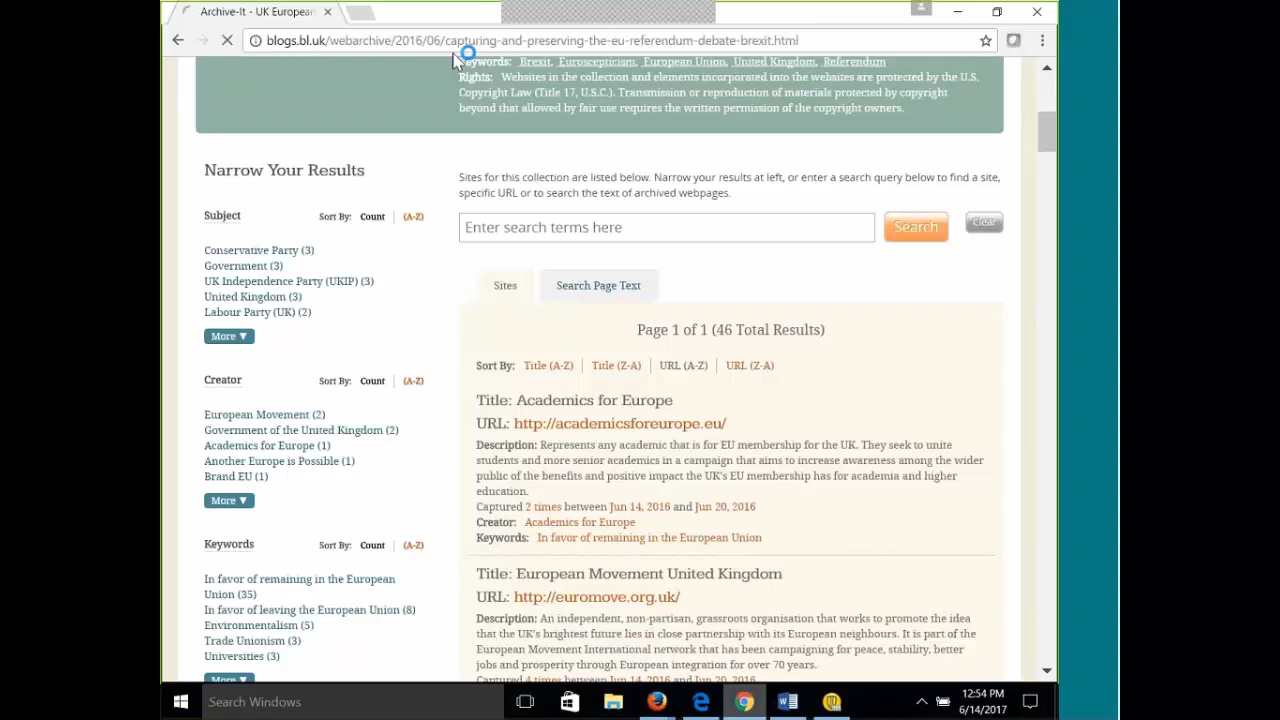 Archive-It - UK European
blogs.bl.uk/webarchive/2016/06/capturing-and-preserving-the-eu-referendum-debate-brexit.html
Keywords: Brexit, Euroscepticism, European Union, United Kingdom, Referendum
Rights: Websites in the collection and elements incorporated into the websites are protected by the U.S.
Copyright Law (Title 17, U.S.C.). Transmission or reproduction of materials protected by copyright
beyond that allowed by fair use requires the written permission of the copyright owners.
Narrow Your Results
Subject Sort By: Count (A-Z)
Conservative Party (3)
Government (3)
UK Independence Party (UKIP) (3)
United Kingdom (3)
Labour Party (UK) (2)
More ▼
Creator Sort By: Count (A-Z)
European Movement (2)
Government of the United Kingdom (2)
Academics for Europe (1)
Another Europe is Possible (1)
Brand EU (1)
More ▼
Keywords Sort By: Count (A-Z)
In favor of remaining in the European
Union (35)
In favor of leaving the European Union (8)
Environmentalism (5)
Trade Unionism (3)
Universities (3)
More ▼
Sites for this collection are listed below. Narrow your results at left, or enter a search query below to find a site,
specific URL or to search the text of archived webpages.
Enter search terms here Search Clear
Sites Search Page Text
Page 1 of 1 (46 Total Results)
Sort By: Title (A-Z) Title (Z-A) URL (A-Z) URL (Z-A)
Title: Academics for Europe
URL: http://academicsforeurope.eu/
Description: Represents any academic that is for EU membership for the UK. They seek to unite
students and more senior academics in a campaign that aims to increase awareness among the wider
public of the benefits and positive impact the UK's EU membership has for academia and higher
education.
Captured 2 times between Jun 14, 2016 and Jun 20, 2016
Creator: Academics for Europe
Keywords: In favor of remaining in the European Union
Title: European Movement United Kingdom
URL: http://euromove.org.uk/
Description: An independent, non-partisan, grassroots organisation that works to promote the idea
that the UK's brightest future lies in close partnership with its European neighbours. It is part of the
European Movement International network that has been campaigning for peace, stability, better
jobs and prosperity through European integration for over 70 years.
Captured 4 times between Jun 14, 2016 and Jun 20, 2016
Search Windows
12:54 PM
6/14/2017